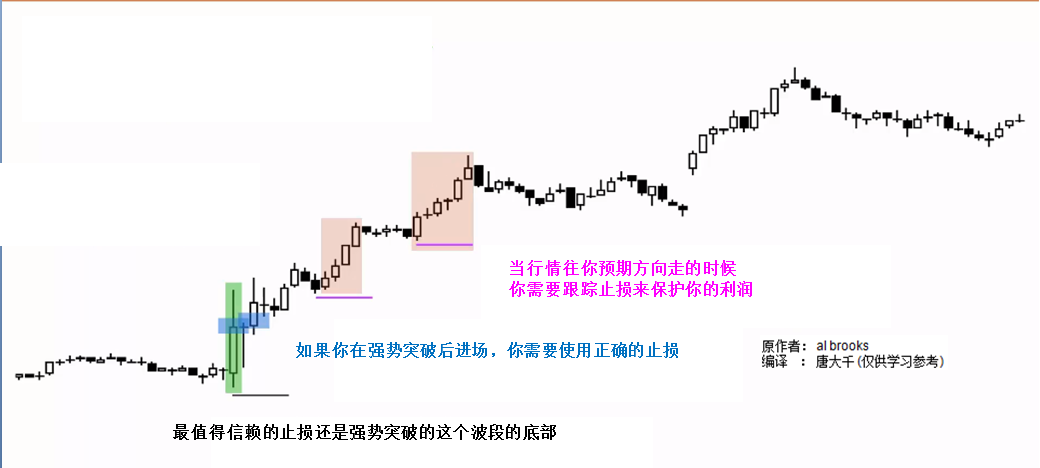 当行情往你预期方向走的时候
你需要跟踪止损来保护你的利润
如果你在强势突破后进场，你需要使用正确的止损
原作者： al brooks
编译 ： 唐大千 (仅供学习参考)
最值得信赖的止损还是强势突破的这个波段的底部